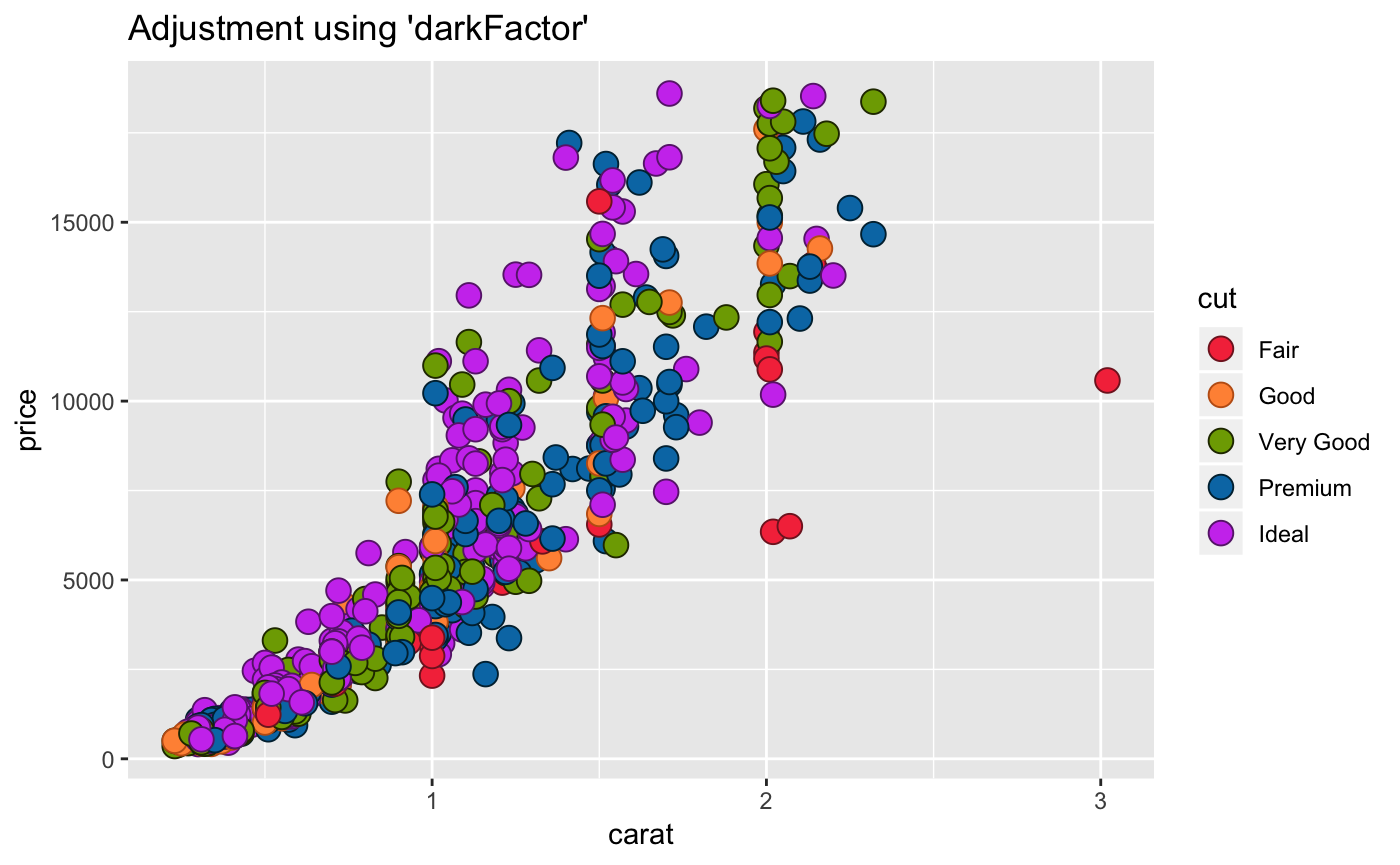 Adjustment using 'darkFactor'
price
15000
10000
5000
0
1 2 3
carat
cut
Fair
Good
Very Good
Premium
Ideal